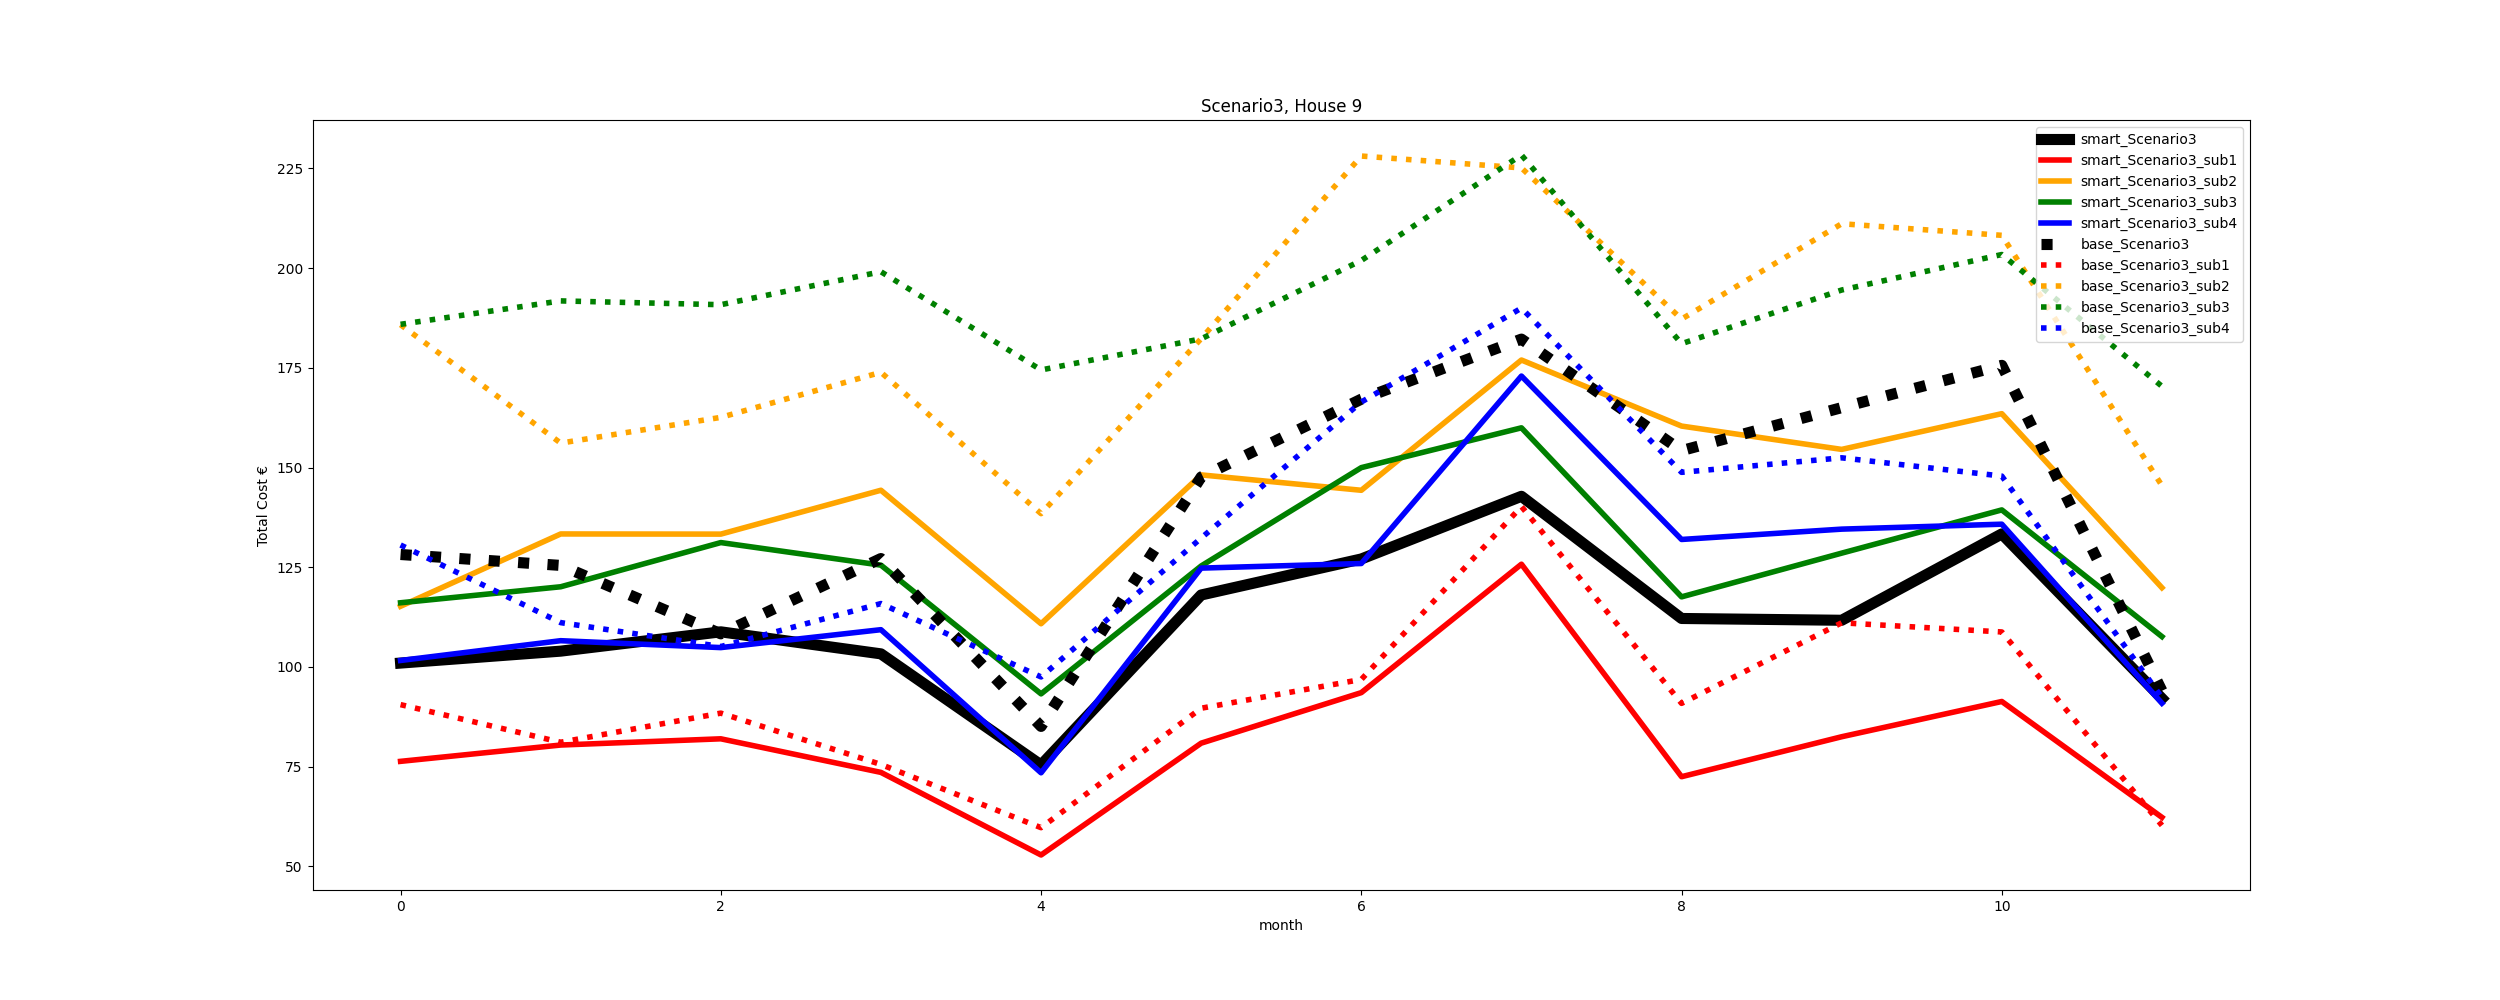 Scenario3, House 9
Total Cost €
225
200
175
150
125
100
75
50
0 2 4 6 8 10
month
smart_Scenario3
smart_Scenario3_sub1
smart_Scenario3_sub2
smart_Scenario3_sub3
smart_Scenario3_sub4
base_Scenario3
base_Scenario3_sub1
base_Scenario3_sub2
base_Scenario3_sub3
base_Scenario3_sub4